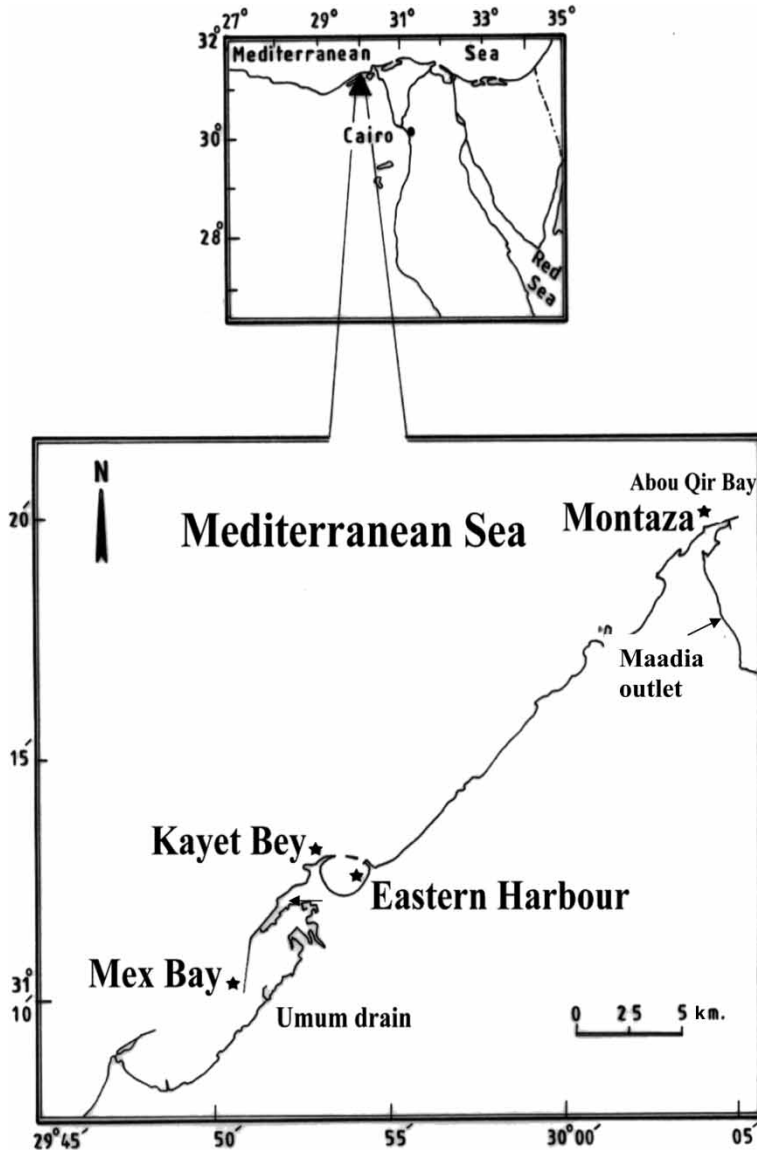 27° 29° 31° 33° 35°
32°
Mediterranean Sea
30°
Cairo
28°
Red
Sea
N
Abou Qir Bay
20′
Montaza
Mediterranean Sea
Maadia
outlet
15′
Kayet Bey
Eastern Harbour
Mex Bay
31°
10′
Umum drain
0 25 5 km.
29°45′ 50′ 55′ 30°00′ 05′